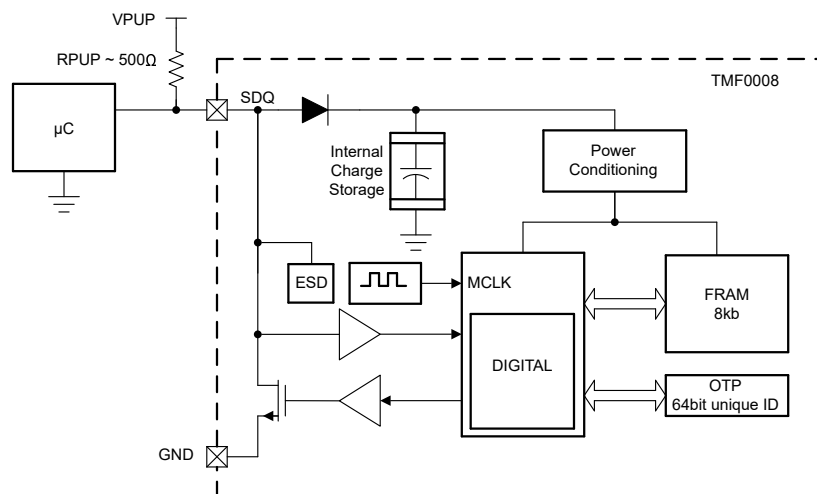 VPUP
RPUP ~ 500Ω
TMF0008
SDQ
µC
Internal
Charge
Storage
Power
Conditioning
ESD
MCLK
FRAM
8kb
DIGITAL
OTP
64bit unique ID
GND